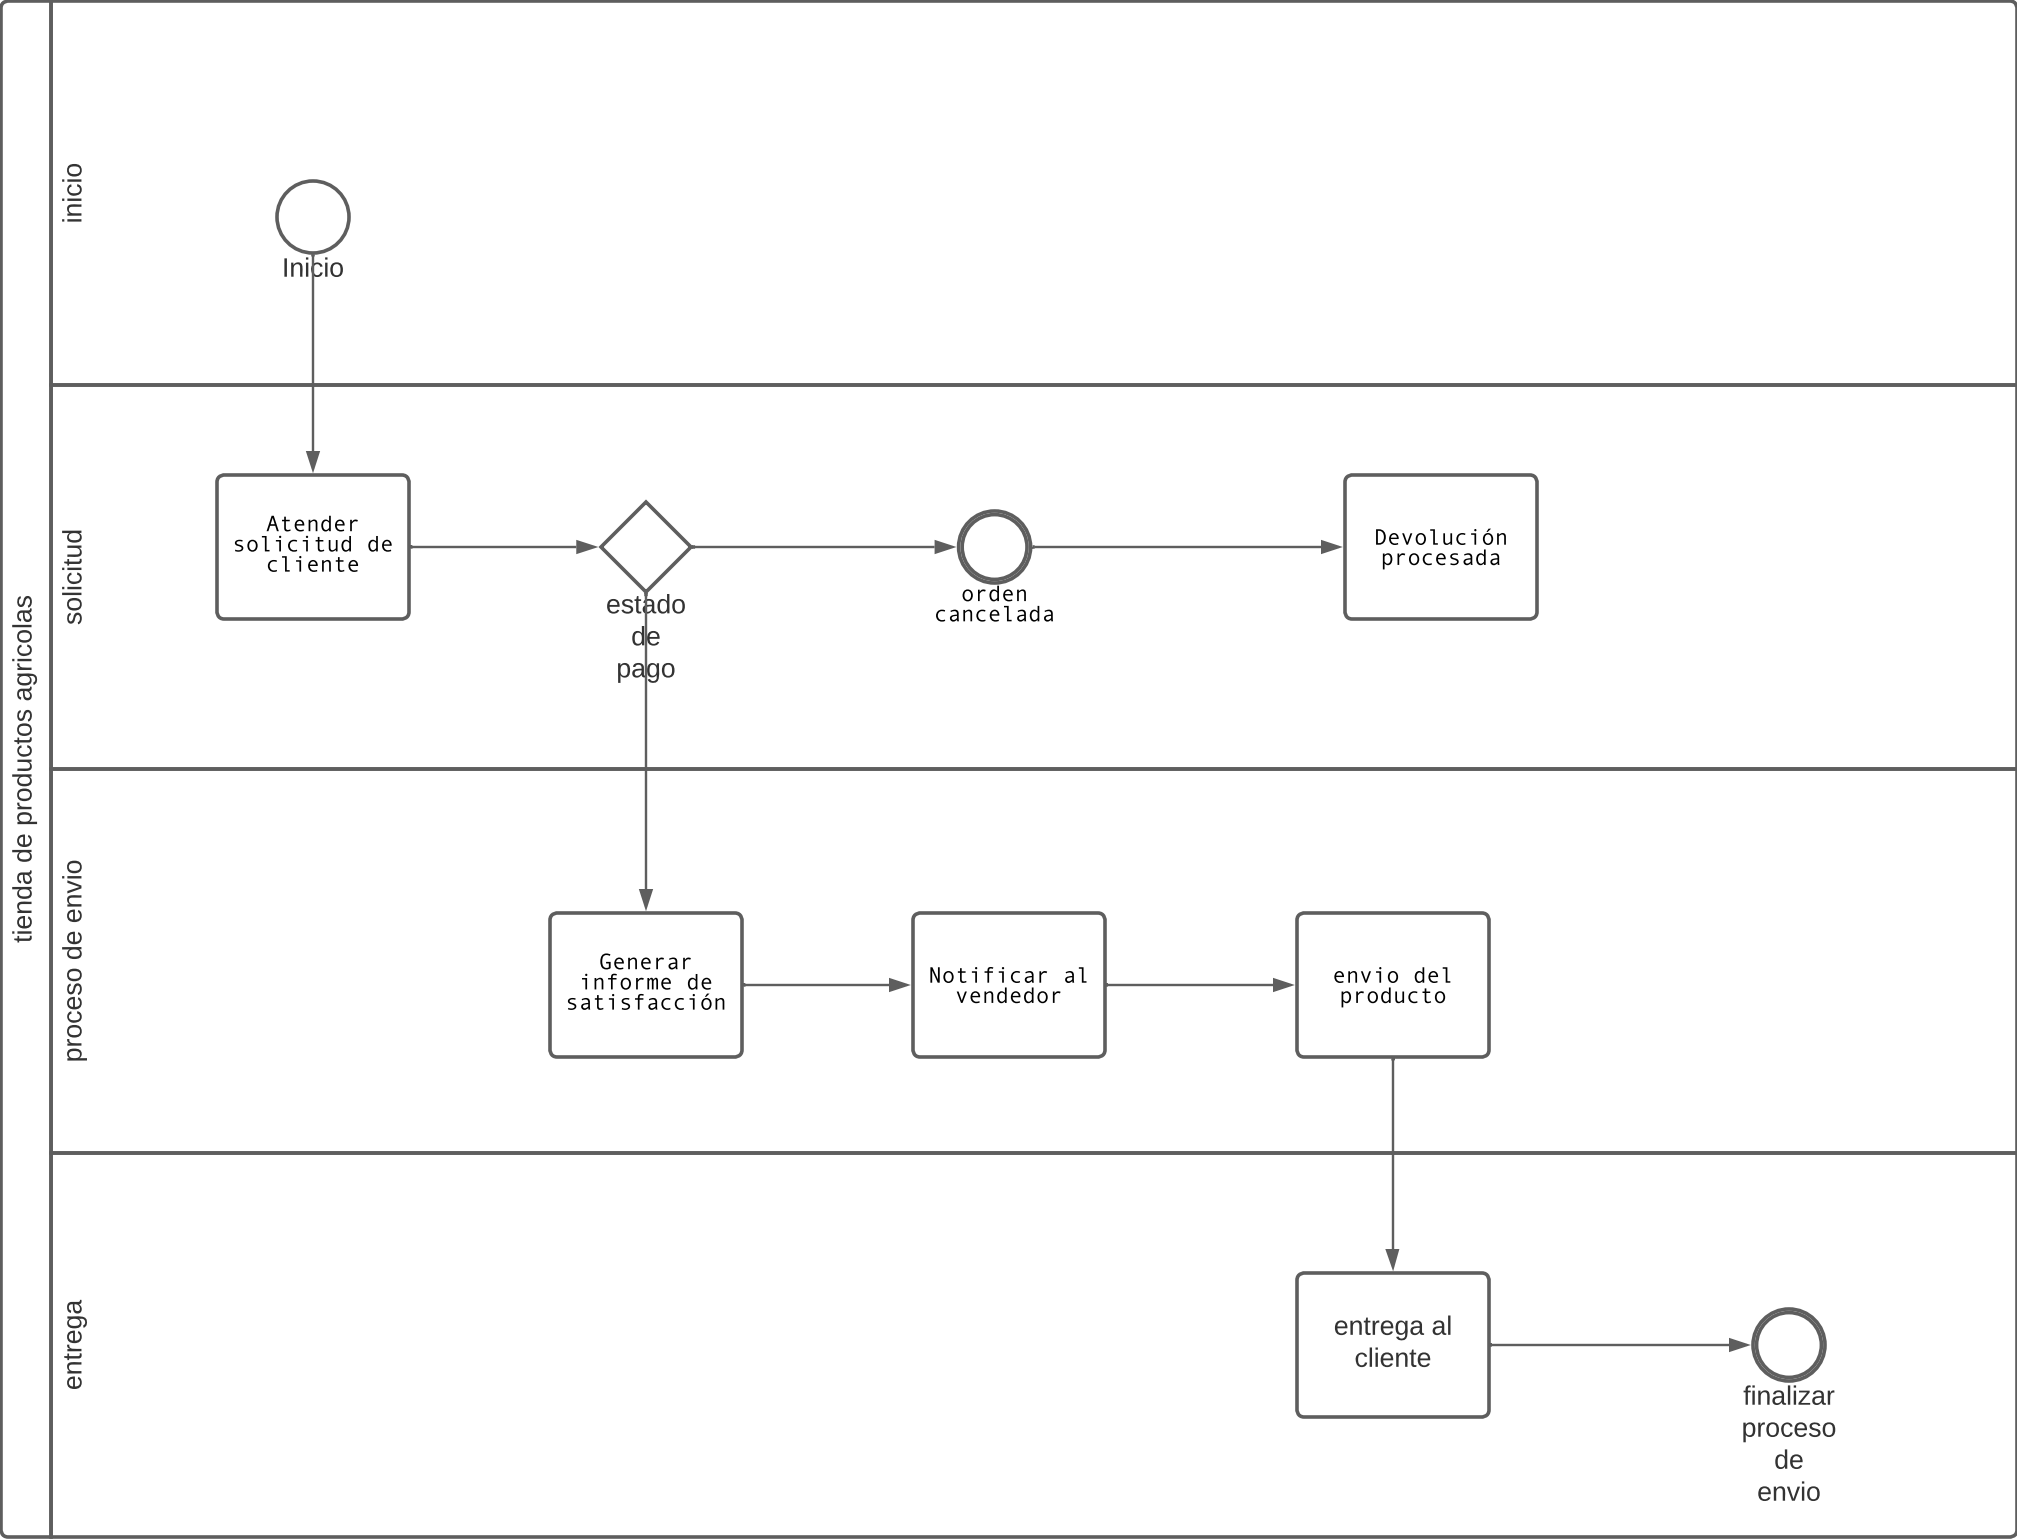 tienda de productos agricolas
inicio
Inicio
solicitud
Atender
solicitud de
cliente
estado
de
pago
orden
cancelada
Devolución
procesada
proceso de envio
Generar
informe de
satisfacción
Notificar al
vendedor
envio del
producto
entrega
entrega al
cliente
finalizar
proceso
de
envio